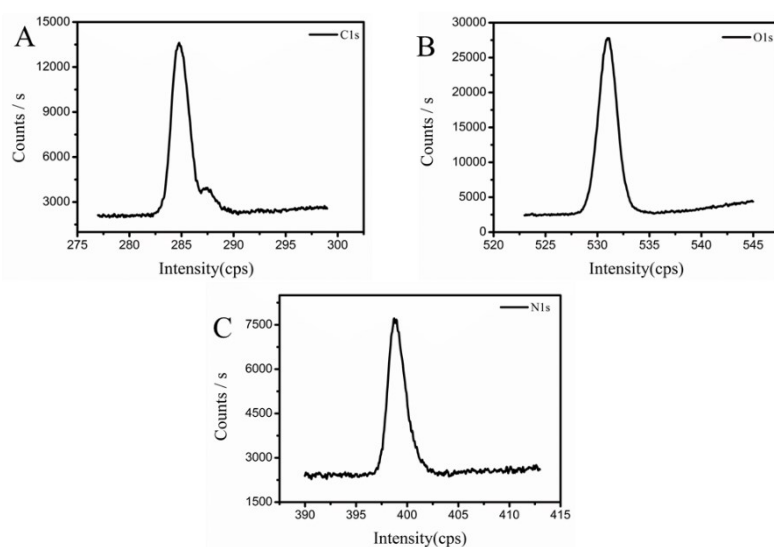 A
C1s
Counts / s
15000
12000
9000
6000
3000
275 280 285 290 295 300
Intensity(cps)
B
O1s
Counts / s
30000
25000
20000
15000
10000
5000
0
520 525 530 535 540 545
Intensity(cps)
C
N1s
Counts / s
7500
6000
4500
3000
1500
390 395 400 405 410 415
Intensity(cps)